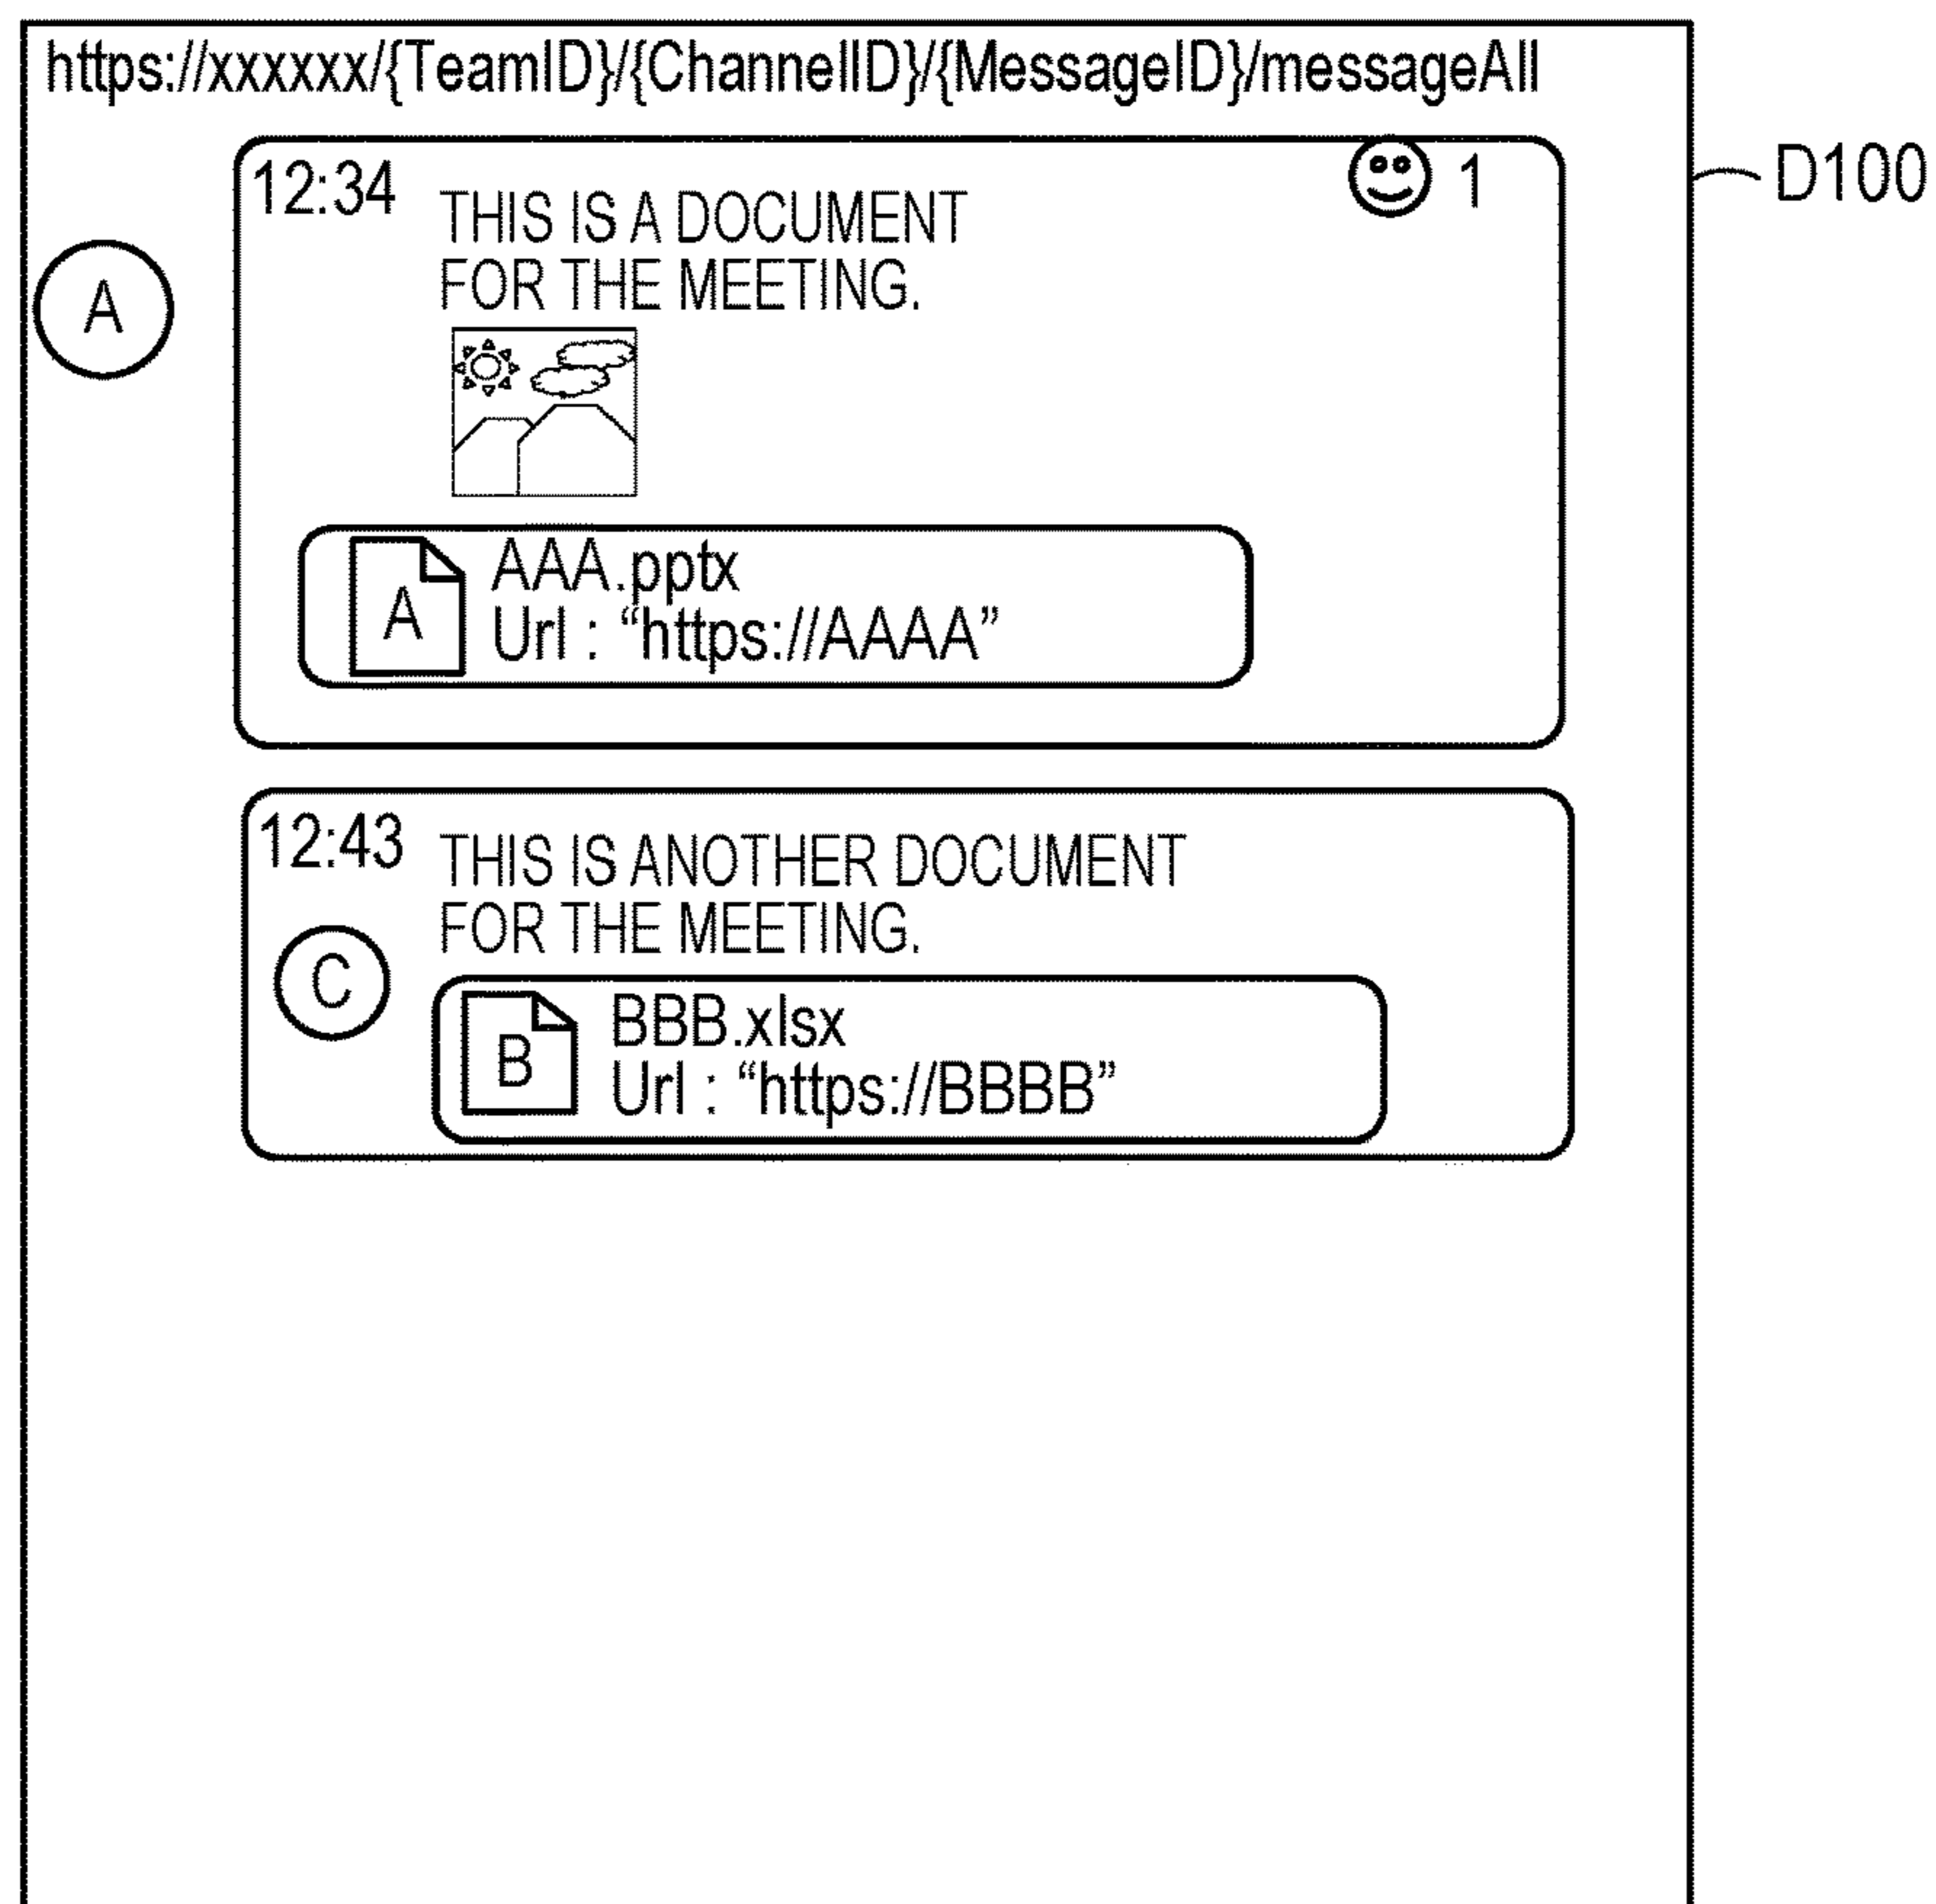 https://xxxxxx/{TeamID}/{ChannelID}/{MessageID}/messageAll
D100
12:34
1
THIS IS A DOCUMENT
FOR THE MEETING.
A
AAA.pptx
A
Url : “https://AAAA”
12:43
THIS IS ANOTHER DOCUMENT
FOR THE MEETING.
C
BBB.xlsx
B
Url : “https://BBBB”